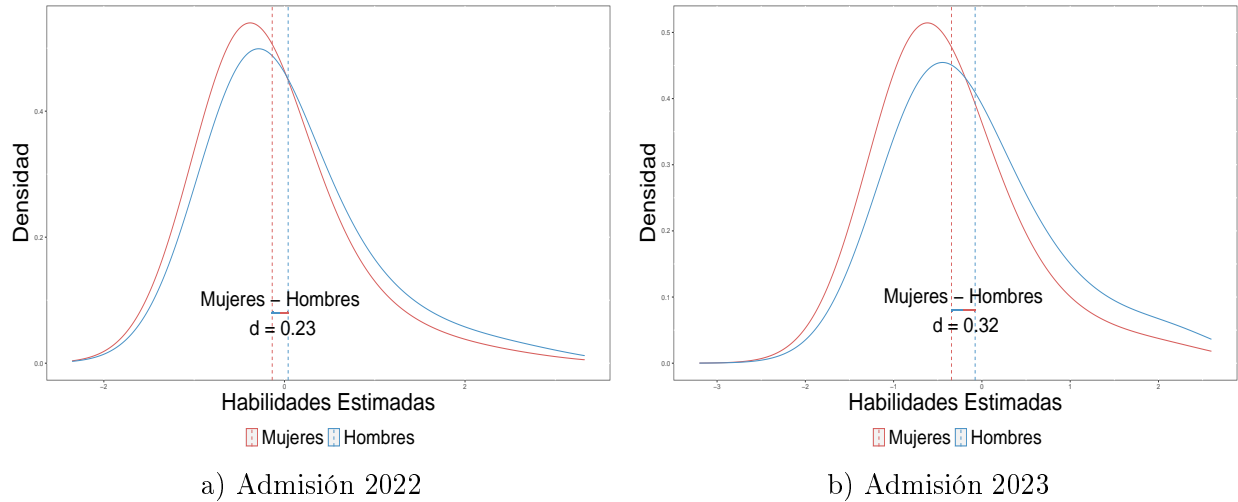 Densidad
0.4
0.2
0.0
Mujeres – Hombres
d = 0.23
−2
0
2
Habilidades Estimadas
Mujeres Hombres
a) Admisión 2022
Densidad
0.5
0.4
0.3
0.2
0.1
0.0
Mujeres – Hombres
d = 0.32
−3
−2
−1
0
1
2
Habilidades Estimadas
Mujeres Hombres
b) Admisión 2023